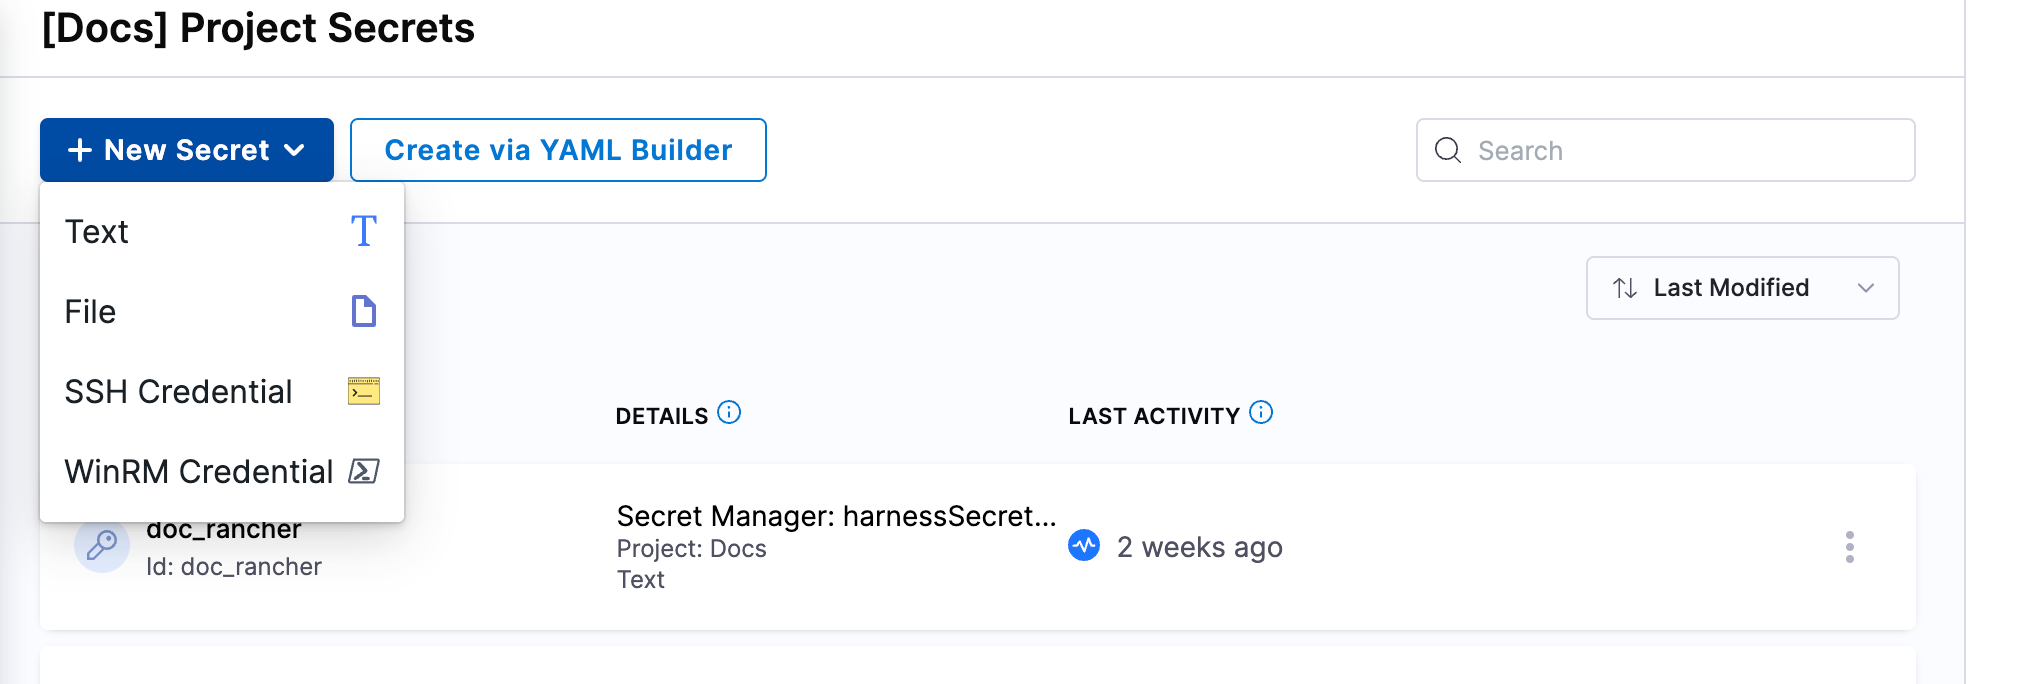 [Docs] Project Secrets
+ New Secret
Create via YAML Builder
Search
Text
File
SSH Credential
WinRM Credential
Last Modified
DETAILS
LAST ACTIVITY
doc_rancher
Id: doc_rancher
Secret Manager: harnessSecret...
Project: Docs
Text
2 weeks ago